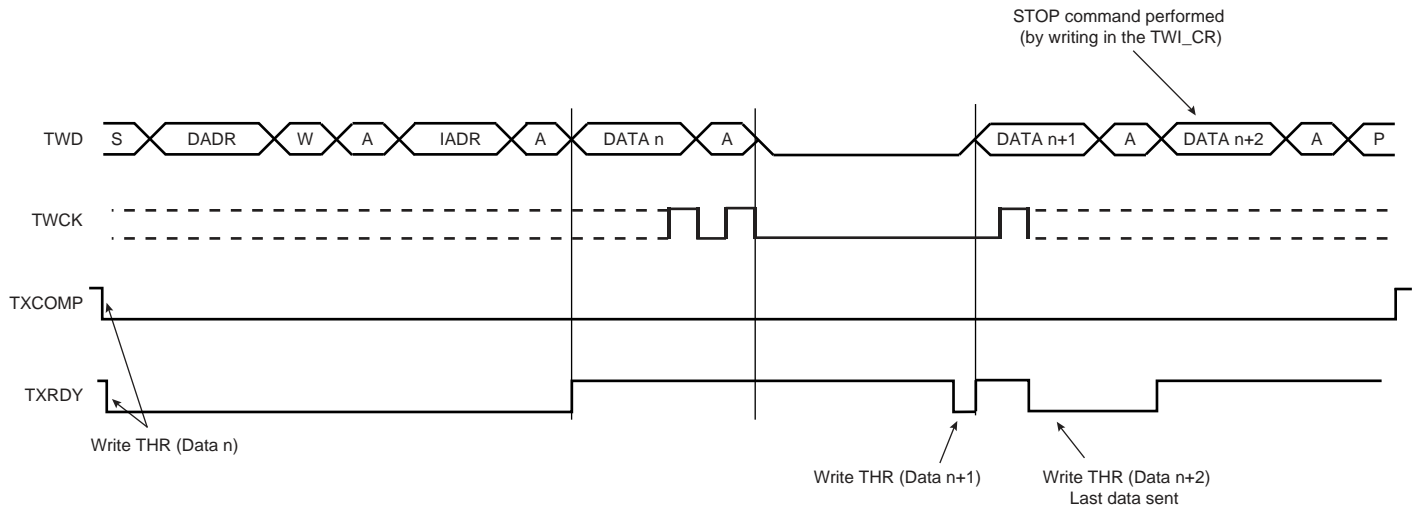 STOP command performed
(by writing in the TWI_CR)
TWD S DADR W A IADR A DATA n A DATA n+1 A DATA n+2 A P
TWCK
TXCOMP
TXRDY
Write THR (Data n)
Write THR (Data n+1)
Write THR (Data n+2)
Last data sent